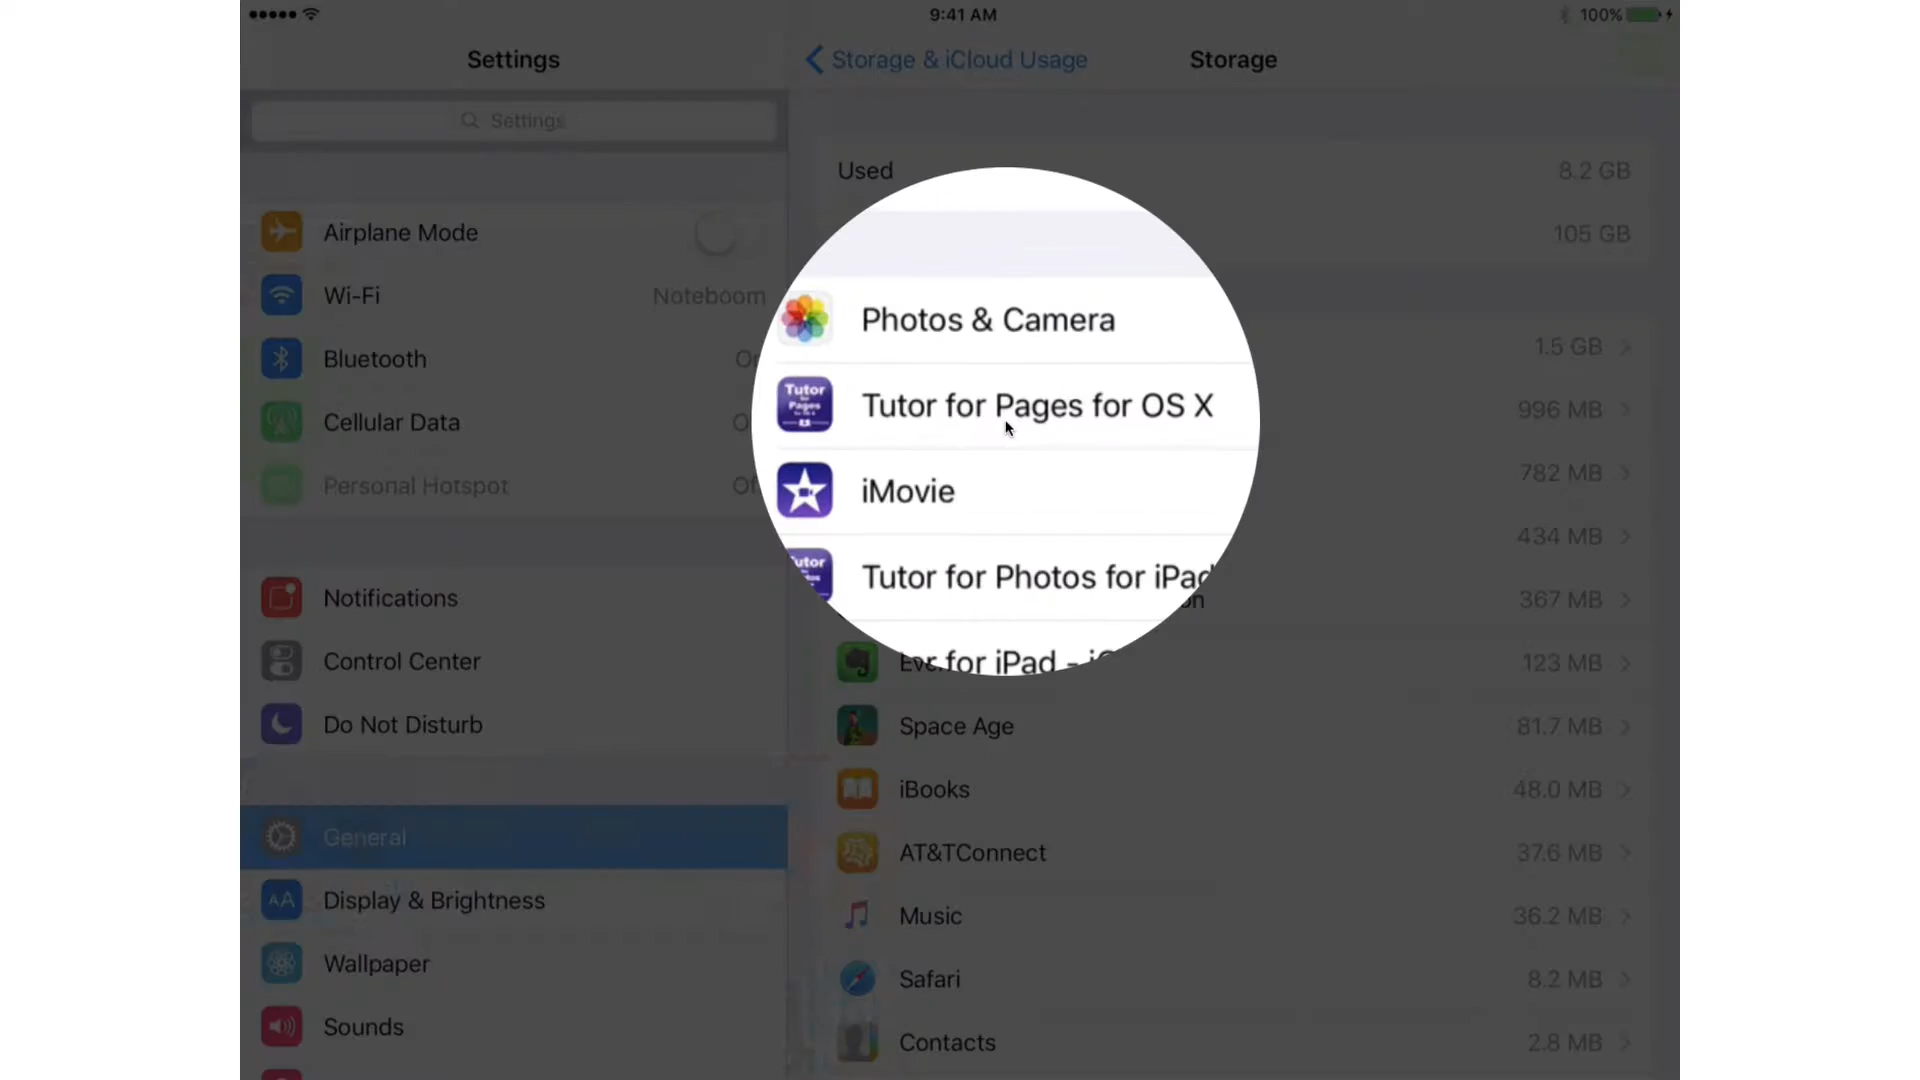 9:41 AM
100%
Settings
Storage & iCloud Usage
Storage
Settings
Used
8.2 GB
105 GB
Airplane Mode
Wi-Fi
Noteboom
Bluetooth
Cellular Data
Personal Hotspot
Notifications
Control Center
Do Not Disturb
General
Display & Brightness
Wallpaper
Sounds
Photos & Camera
1.5 GB
Tutor for Pages for OS X
996 MB
iMovie
782 MB
Tutor for Photos for iPad
434 MB
on
367 MB
for iPad -
123 MB
Space Age
81.7 MB
iBooks
48.0 MB
AT&TConnect
37.6 MB
Music
36.2 MB
Safari
8.2 MB
Contacts
2.8 MB